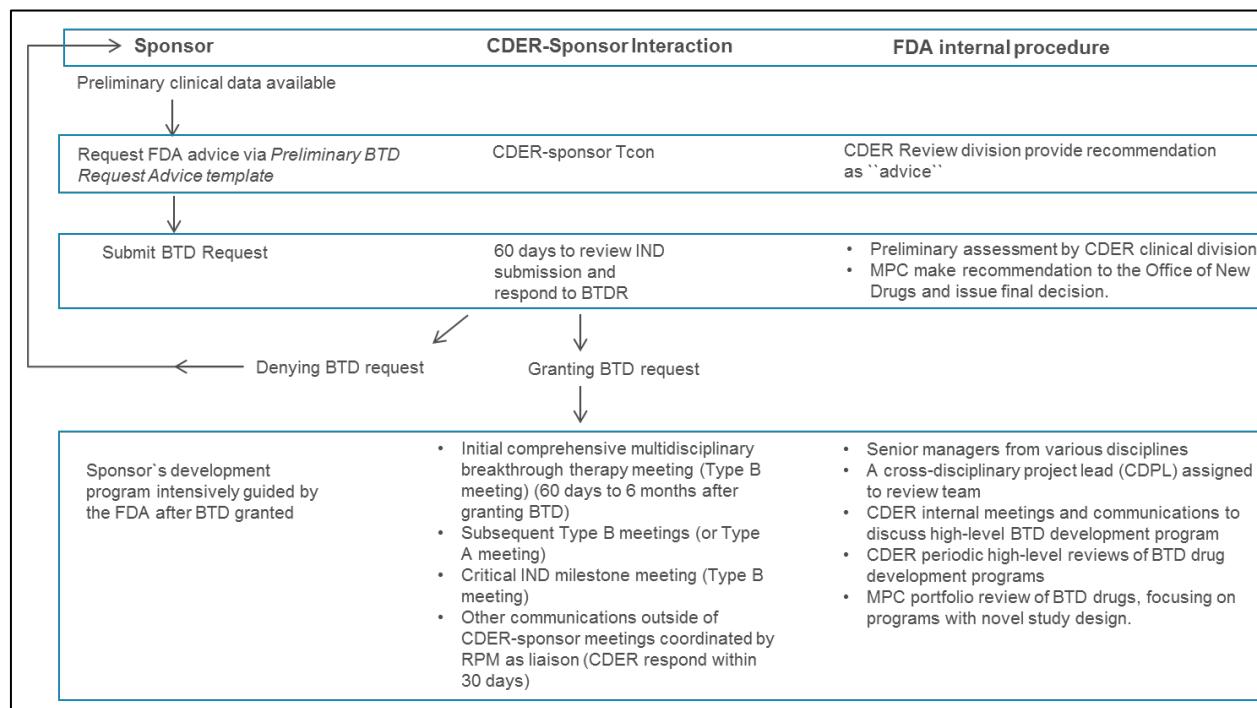 Sponsor
CDER-Sponsor Interaction
FDA internal procedure
Preliminary clinical data available
Request FDA advice via Preliminary BTD
Request Advice template
CDER-sponsor Tcon
CDER Review division provide recommendation
as ``advice``
Submit BTD Request
60 days to review IND
submission and
respond to BTDR
• Preliminary assessment by CDER clinical division
• MPC make recommendation to the Office of New
Drugs and issue final decision.
Denying BTD request
Granting BTD request
Sponsor`s development
program intensively guided by
the FDA after BTD granted
• Initial comprehensive multidisciplinary
breakthrough therapy meeting (Type B
meeting) (60 days to 6 months after
granting BTD)
• Subsequent Type B meetings (or Type
A meeting)
• Critical IND milestone meeting (Type B
meeting)
• Other communications outside of
CDER-sponsor meetings coordinated by
RPM as liaison (CDER respond within
30 days)
• Senior managers from various disciplines
• A cross-disciplinary project lead (CDPL) assigned
to review team
• CDER internal meetings and communications to
discuss high-level BTD development program
• CDER periodic high-level reviews of BTD drug
development programs
• MPC portfolio review of BTD drugs, focusing on
programs with novel study design.